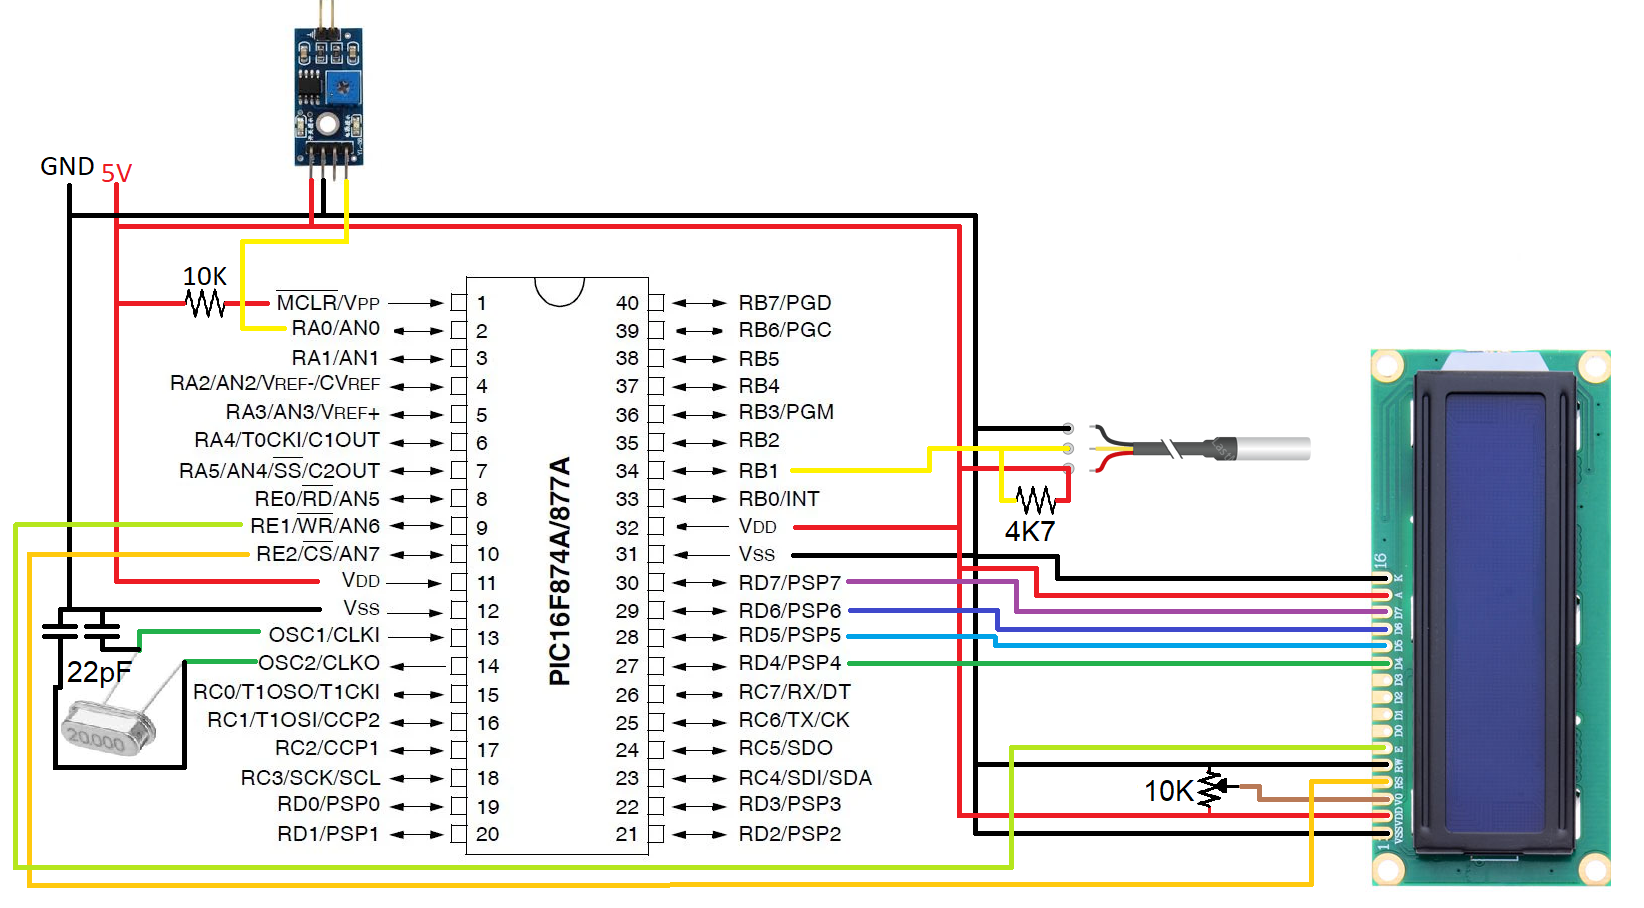 GND 5V
10K
MCLR/VPP 1 40 RB7/PGD
RA0/AN0 2 39 RB6/PGC
RA1/AN1 3 38 RB5
RA2/AN2/VREF-/CVREF 4 37 RB4
RA3/AN3/VREF+ 5 36 RB3/PGM
RA4/T0CKI/C1OUT 6 35 RB2
RA5/AN4/SS/C2OUT 7 34 RB1
RE0/RD/AN5 8 33 RB0/INT
RE1/WR/AN6 9 32 VDD
RE2/CS/AN7 10 31 VSS
VDD 11 30 RD7/PSP7
VSS 12 29 RD6/PSP6
OSC1/CLKI 13 28 RD5/PSP5
OSC2/CLKO 14 27 RD4/PSP4
RC0/T1OSO/T1CKI 15 26 RC7/RX/DT
RC1/T1OSI/CCP2 16 25 RC6/TX/CK
RC2/CCP1 17 24 RC5/SDO
RC3/SCK/SCL 18 23 RC4/SDI/SDA
RD0/PSP0 19 22 RD3/PSP3
RD1/PSP1 20 21 RD2/PSP2
PIC16F874A/877A
22pF
20.000
4K7
10K
16
K
A
D7
D6
D5
D4
D3
D2
D1
D0
E
RW
RS
V0
VDD
VSS
1